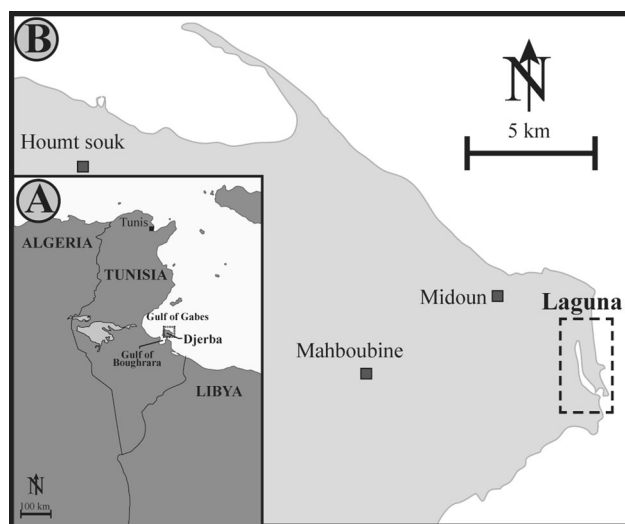 B
N
5 km
Houmt souk
A
Tunis
ALGERIA
TUNISIA
Gulf of Gabes
Djerba
Gulf of
Boughrara
LIBYA
N
100 km
Midoun
Laguna
Mahboubine